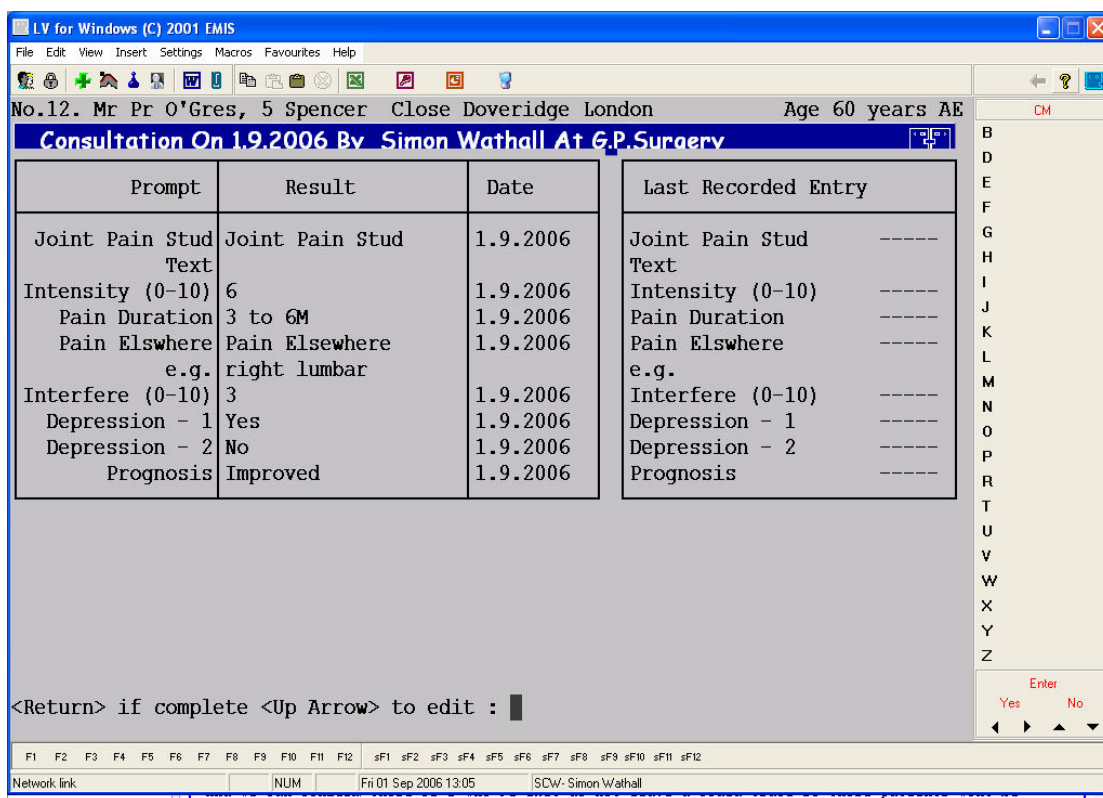 LV for Windows (C) 2001 EMIS
File Edit View Insert Settings Macros Favourites Help
No.12. Mr Pr O'Gres, 5 Spencer Close Doveridge London Age 60 years AE
Consultation On 1.9.2006 By Simon Wathall At G.P.Surgery
Prompt Result Date Last Recorded Entry
Joint Pain Stud Joint Pain Stud 1.9.2006 Joint Pain Stud -----
Text Text
Intensity (0-10) 6 1.9.2006 Intensity (0-10) -----
Pain Duration 3 to 6M 1.9.2006 Pain Duration -----
Pain Elswhere Pain Elsewhere 1.9.2006 Pain Elswhere -----
e.g. right lumbar e.g.
Interfere (0-10) 3 1.9.2006 Interfere (0-10) -----
Depression - 1 Yes 1.9.2006 Depression - 1 -----
Depression - 2 No 1.9.2006 Depression - 2 -----
Prognosis Improved 1.9.2006 Prognosis -----
<Return> if complete <Up Arrow> to edit :
CM
B
D
E
F
G
H
I
J
K
L
M
N
O
P
R
T
U
V
W
X
Y
Z
Enter
Yes No
F1 F2 F3 F4 F5 F6 F7 F8 F9 F10 F11 F12 sF1 sF2 sF3 sF4 sF5 sF6 sF7 sF8 sF9 sF10 sF11 sF12
Network link NUM Fri 01 Sep 2006 13:05 SCW- Simon Wathall